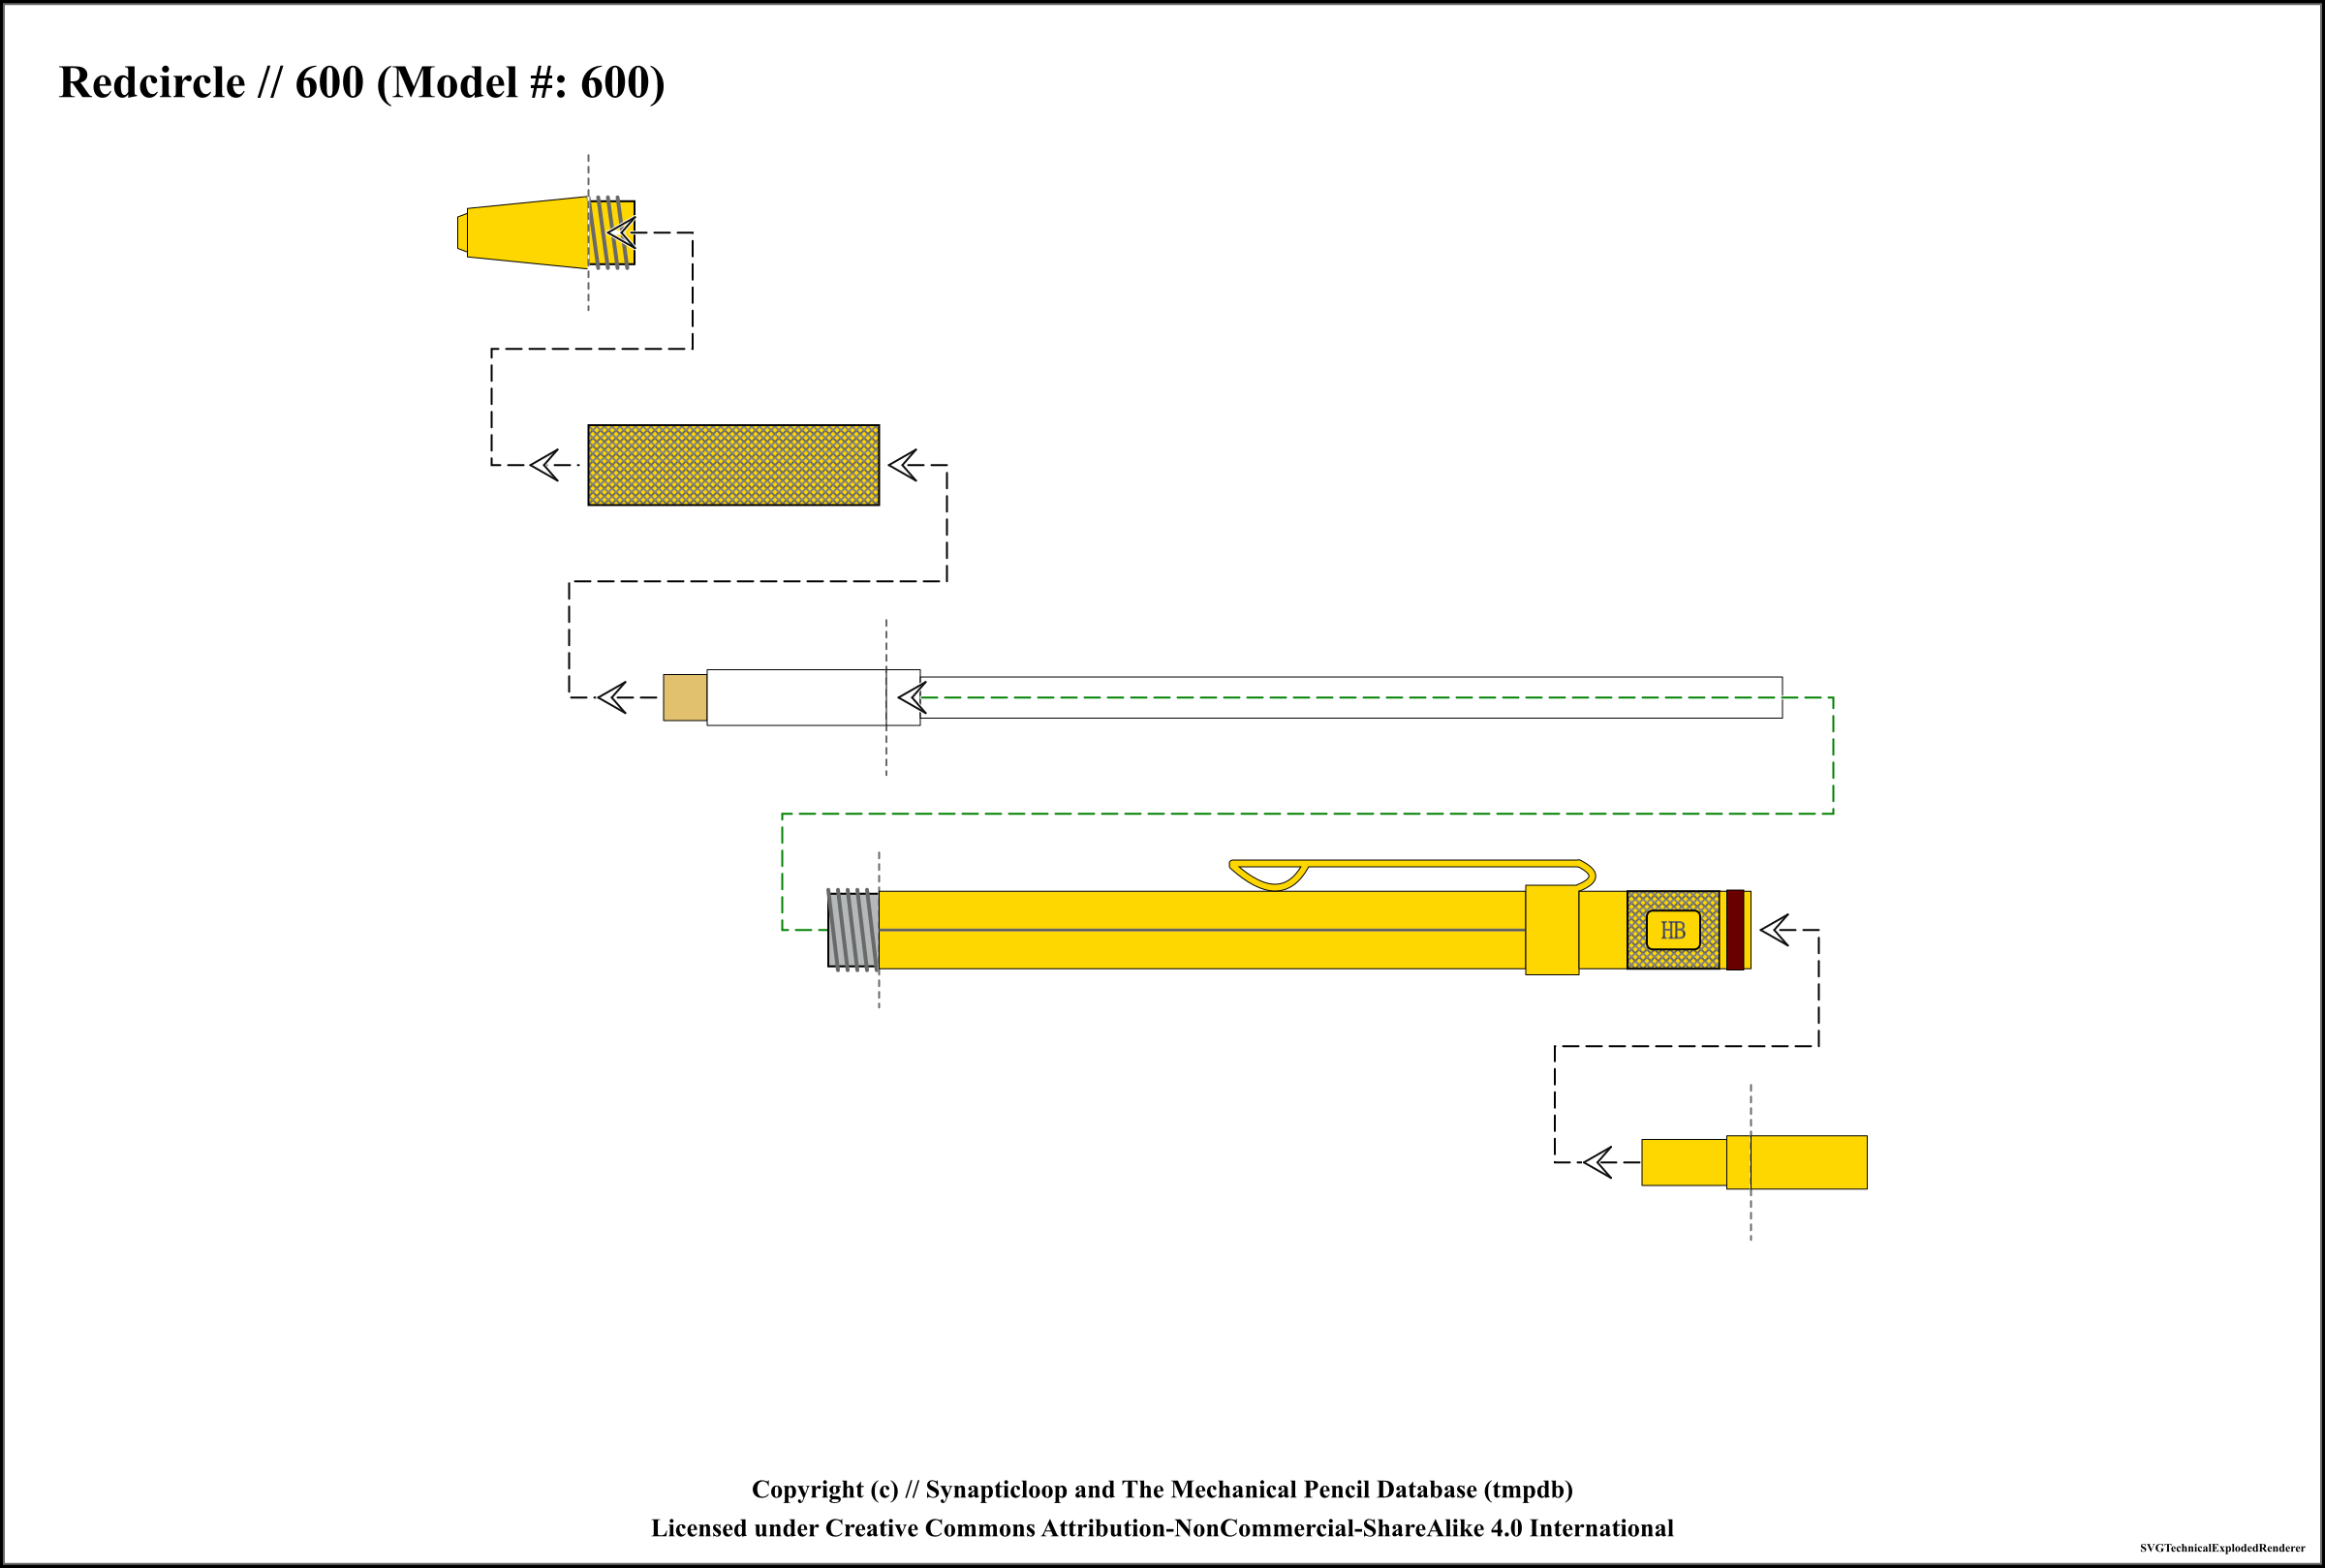 Redcircle // 600 (Model #: 600)
HB
Copyright (c) // Synapticloop and The Mechanical Pencil Database (tmpdb)
Licensed under Creative Commons Attribution-NonCommercial-ShareAlike 4.0 International
SVGTechnicalExplodedRenderer